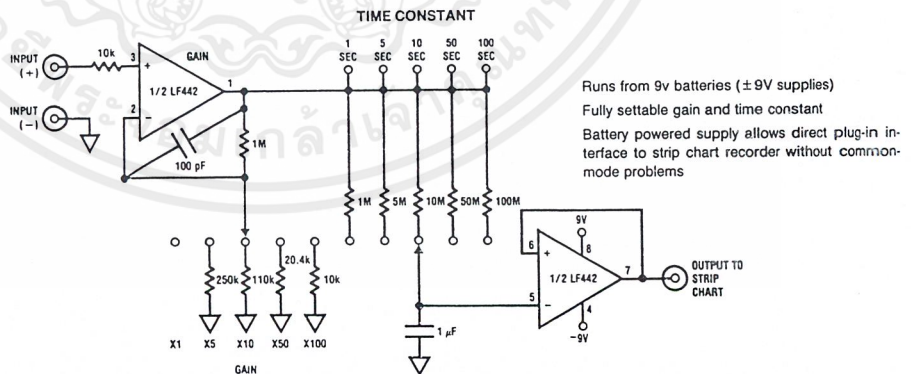 TIME CONSTANT
1 SEC
5 SEC
10 SEC
50 SEC
100 SEC
INPUT (+)
10k
3
+
GAIN
1/2 LF442
1
INPUT (-)
2
-
100 pF
1M
Runs from 9v batteries (±9V supplies)
Fully settable gain and time constant
Battery powered supply allows direct plug-in in-
terface to strip chart recorder without common-
mode problems
1M
5M
10M
50M
100M
250k
110k
20.4k
10k
X1
X5
X10
X50
X100
GAIN
1 µF
9V
6
+
8
1/2 LF442
7
5
-
4
-9V
OUTPUT TO
STRIP
CHART